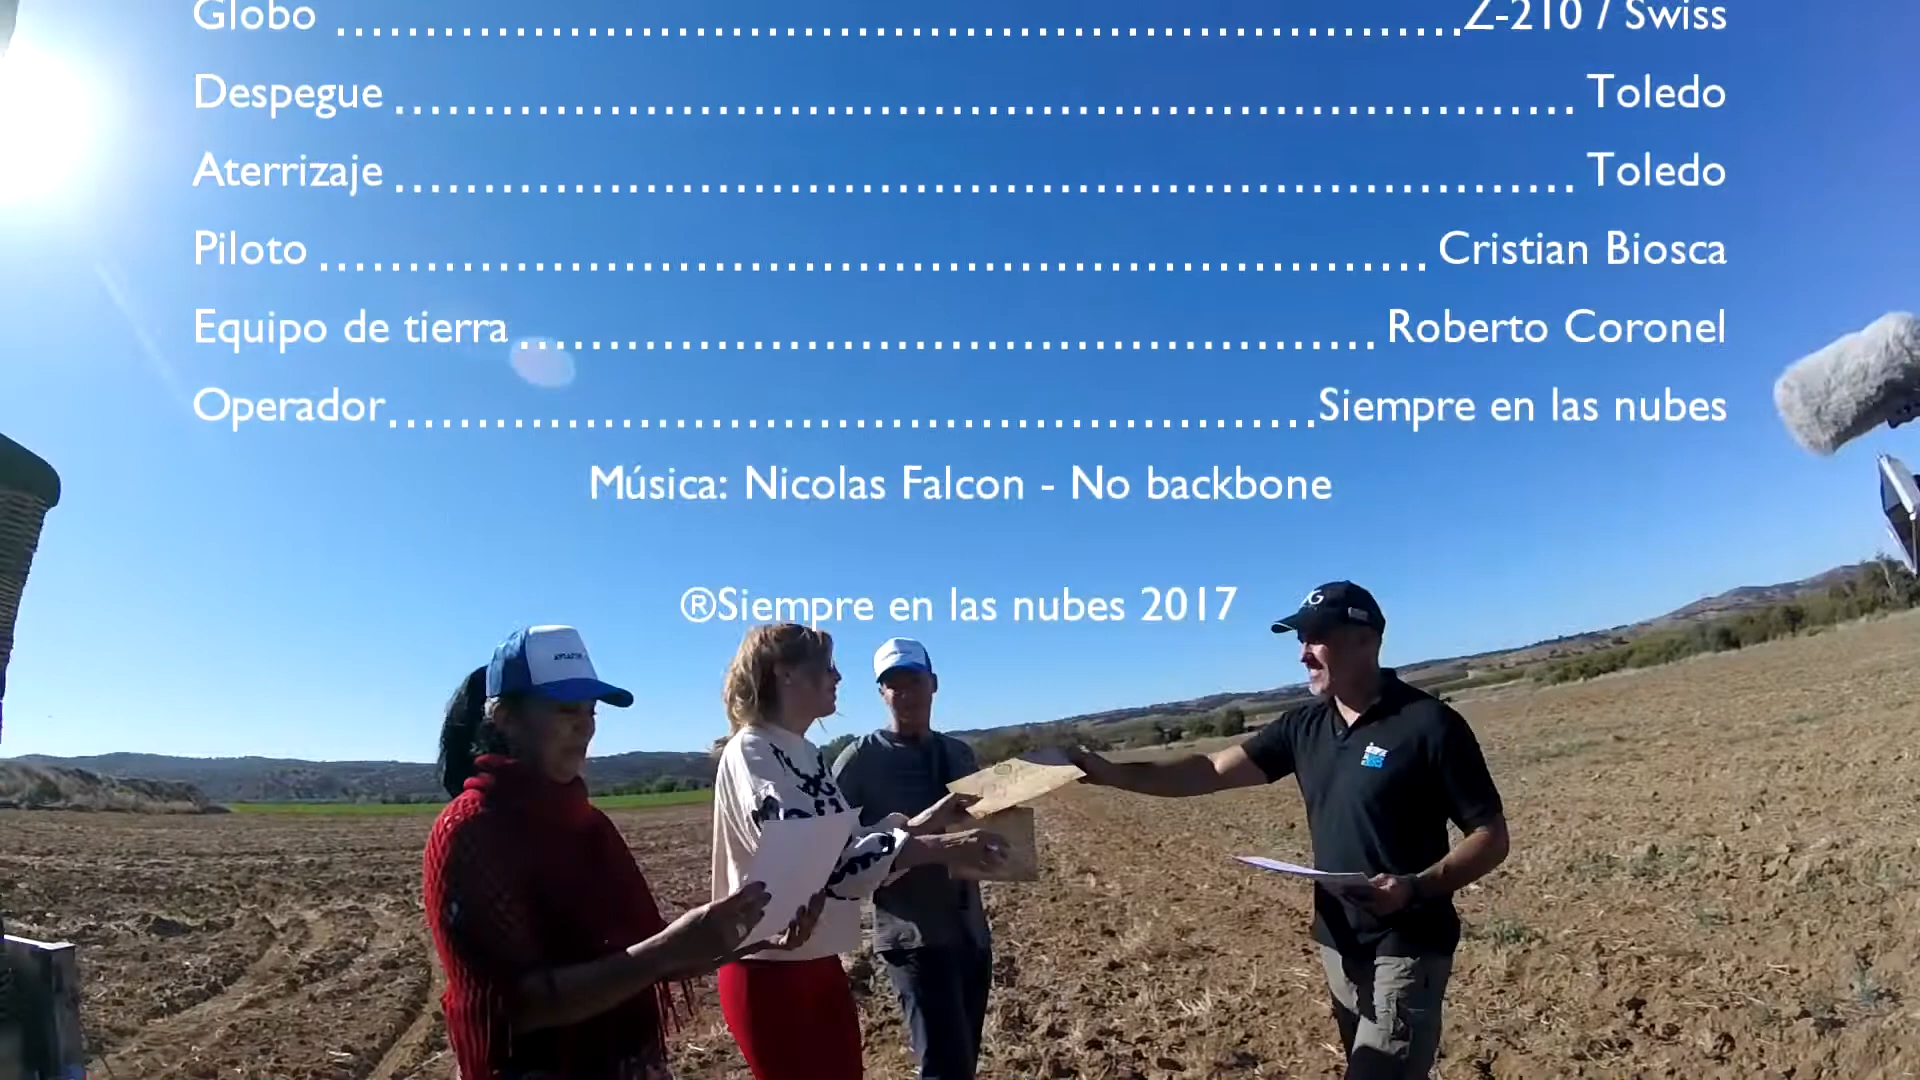 Globo ........................................................................... Z-210 / Swiss
Despegue ............................................................................... Toledo
Aterrizaje ............................................................................... Toledo
Piloto .......................................................................... Cristian Biosca
Equipo de tierra ......................................................... Roberto Coronel
Operador .............................................................. Siempre en las nubes
Música: Nicolas Falcon - No backbone
®Siempre en las nubes 2017